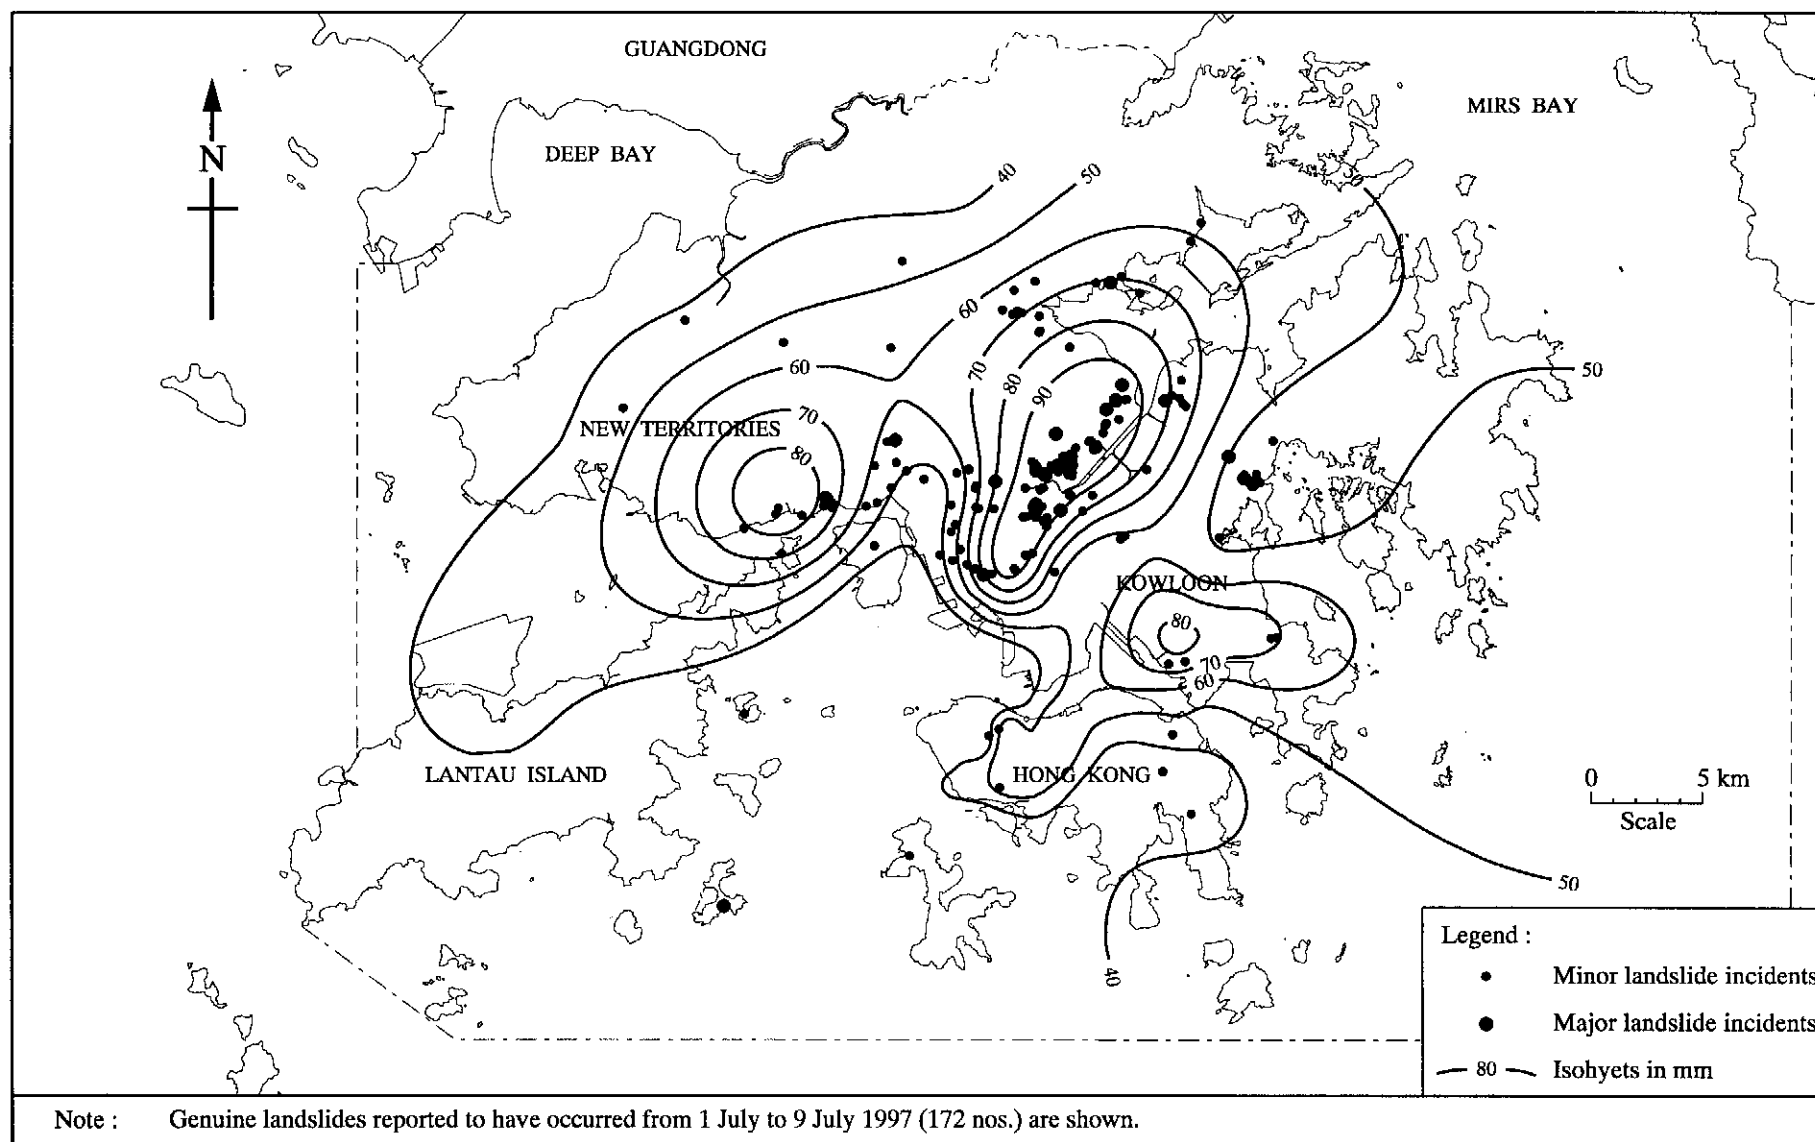 GUANGDONG
MIRS BAY
N
DEEP BAY
40
50
50
60
70
60
50
80
90
70
NEW TERRITORIES
80
KOWLOON
80
70
60
LANTAU ISLAND
HONG KONG
0 5 km
Scale
50
40
Legend :
Minor landslide incidents
Major landslide incidents
80 Isohyets in mm
Note : Genuine landslides reported to have occurred from 1 July to 9 July 1997 (172 nos.) are shown.